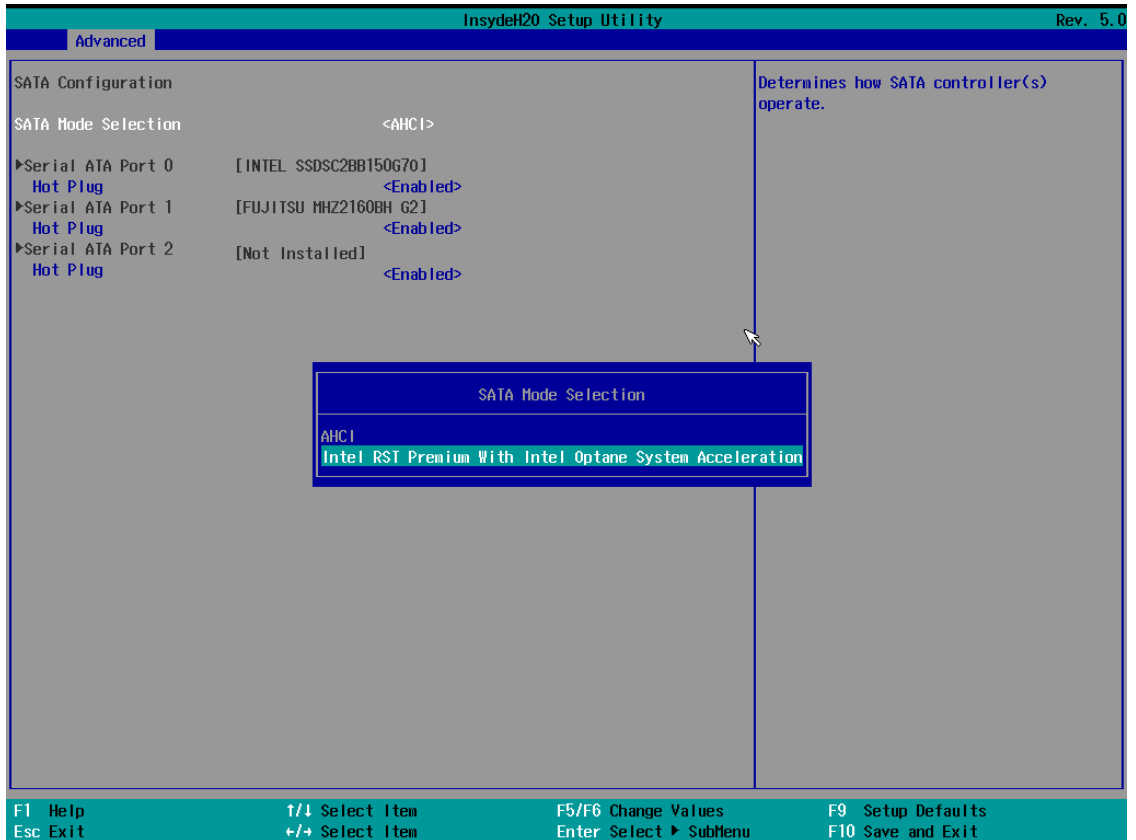 InsydeH20 Setup Utility Rev. 5.0
Advanced
SATA Configuration
Determines how SATA controller(s)
operate.
SATA Mode Selection <AHCI>
▶Serial ATA Port 0 [INTEL SSDSC2BB150G70]
Hot Plug <Enabled>
▶Serial ATA Port 1 [FUJITSU MHZ2160BH G2]
Hot Plug <Enabled>
▶Serial ATA Port 2 [Not Installed]
Hot Plug <Enabled>
SATA Mode Selection
AHCI
Intel RST Premium With Intel Optane System Acceleration
F1 Help ↑/↓ Select Item F5/F6 Change Values F9 Setup Defaults
Esc Exit ←/→ Select Item Enter Select ▶ SubMenu F10 Save and Exit